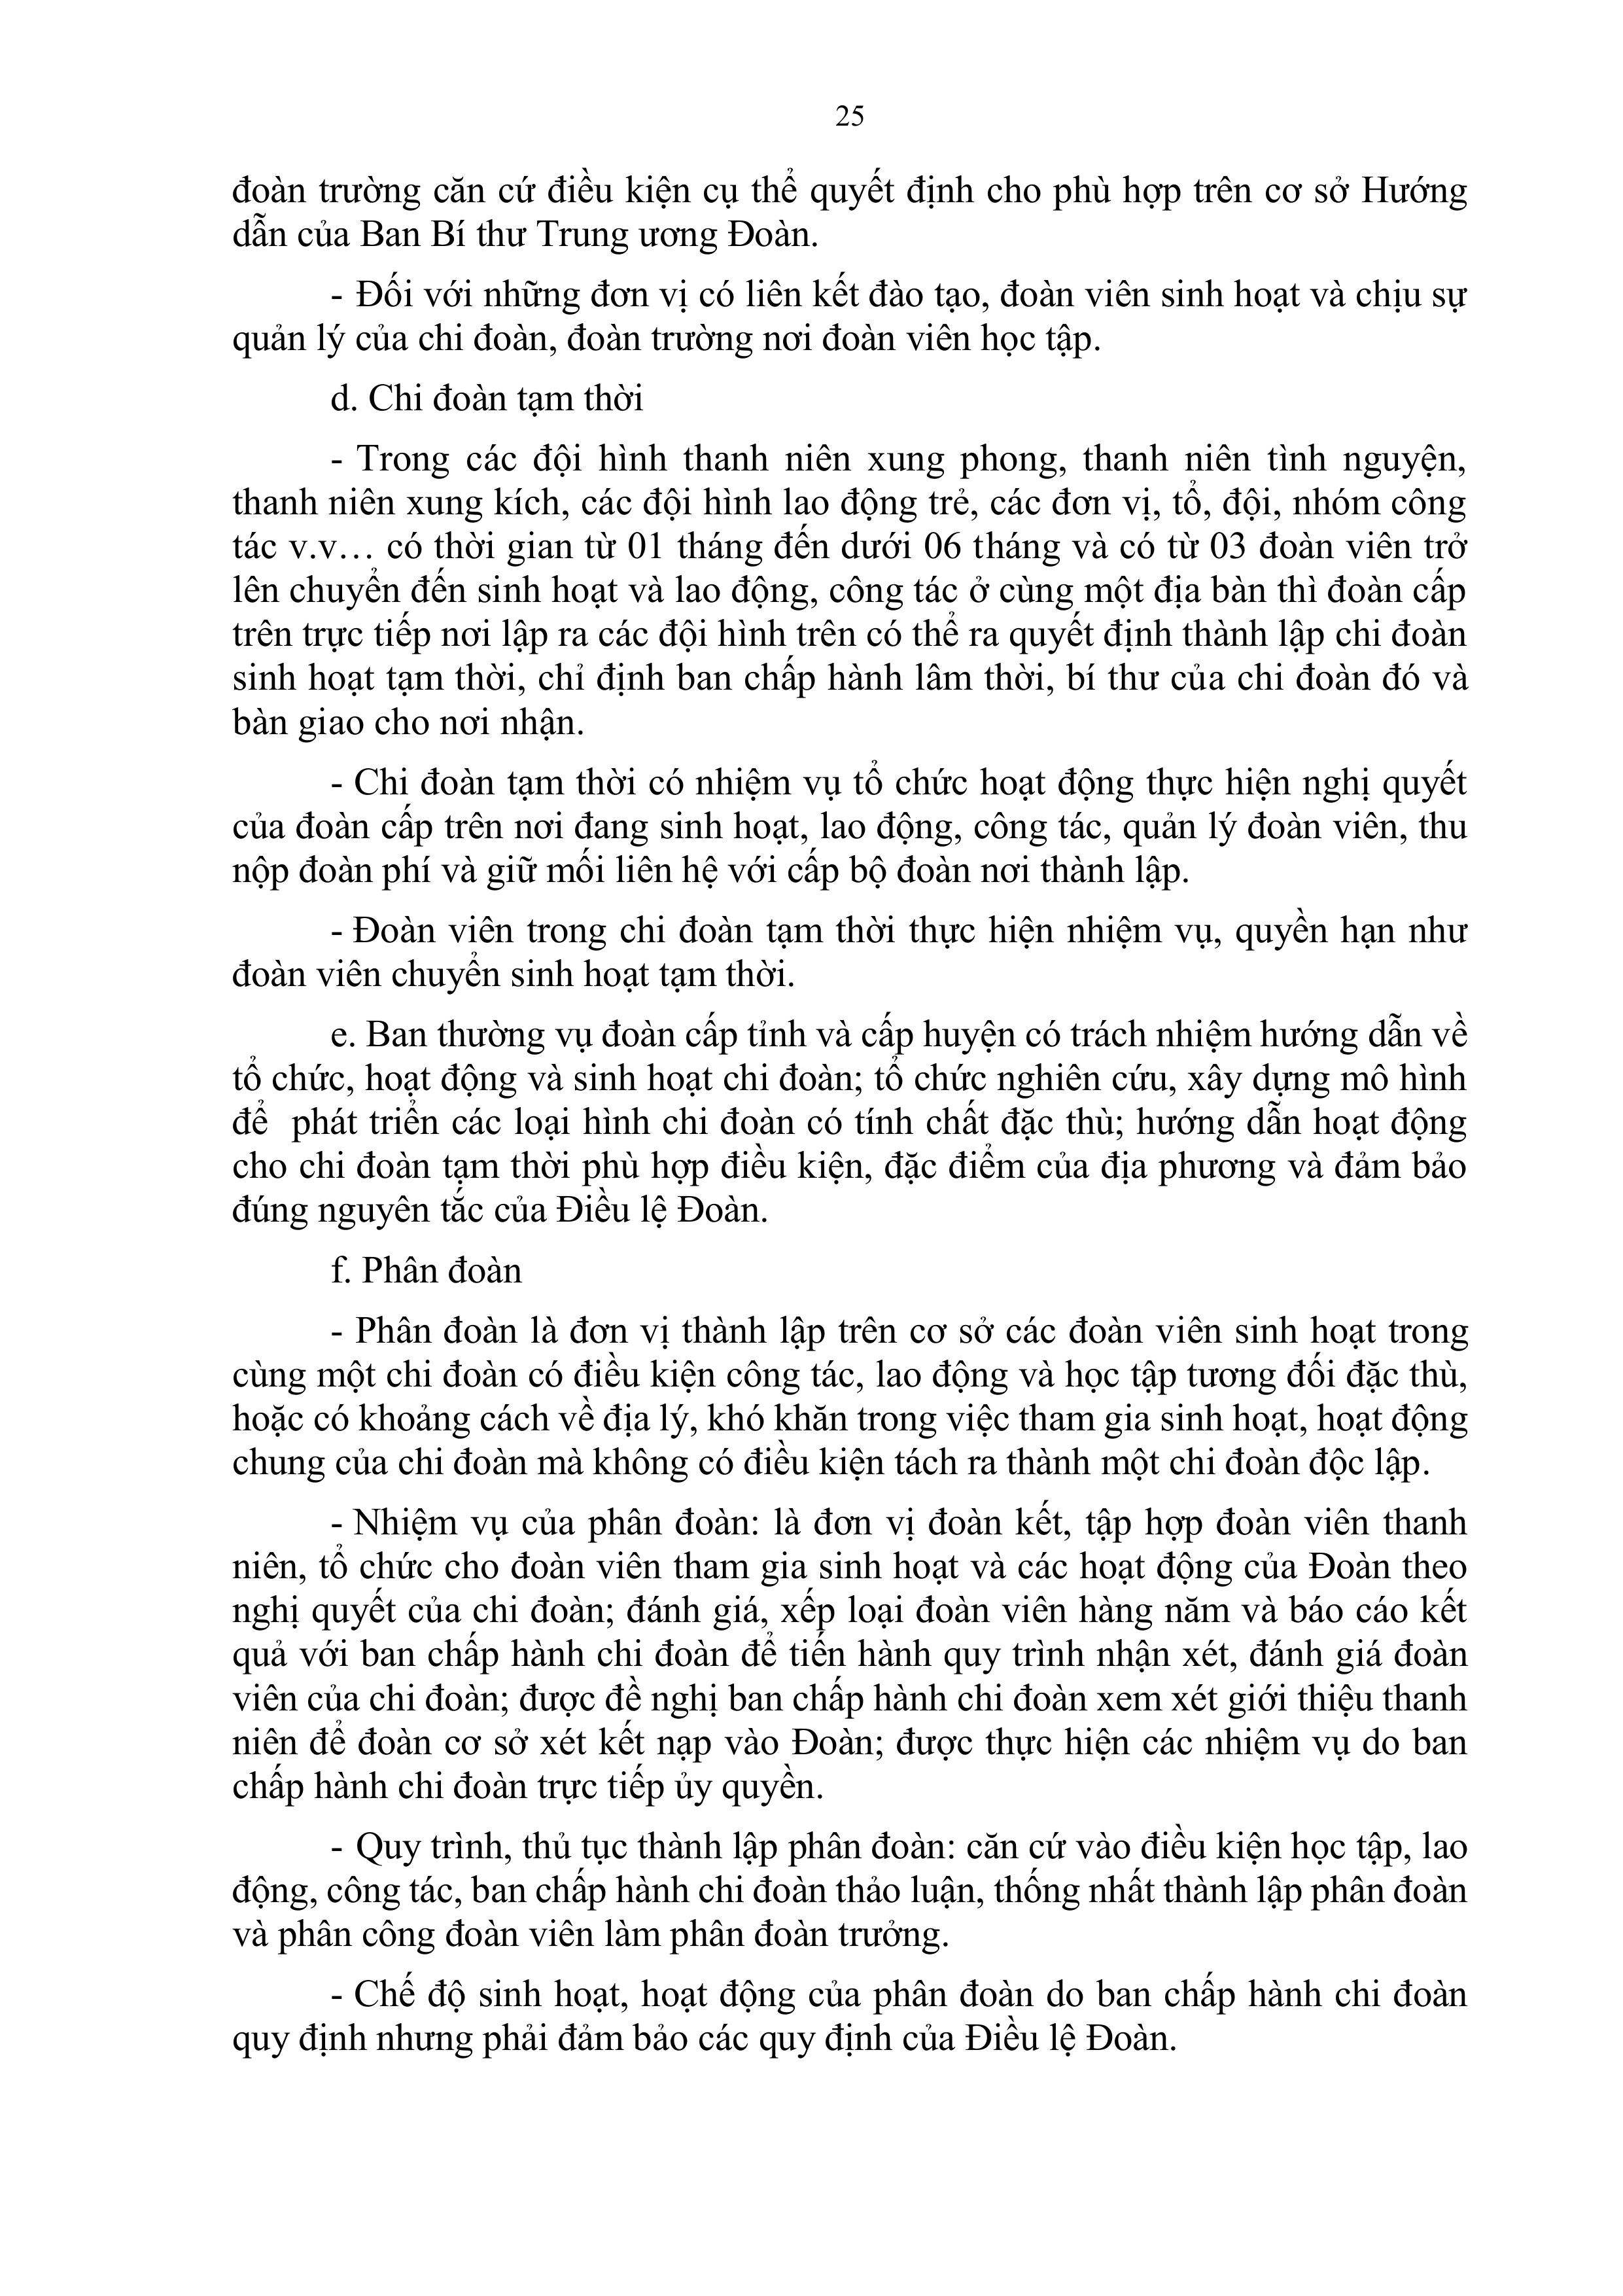 25
đoàn trường căn cứ điều kiện cụ thể quyết định cho phù hợp trên cơ sở Hướng
dẫn của Ban Bí thư Trung ương Đoàn.
- Đối với những đơn vị có liên kết đào tạo, đoàn viên sinh hoạt và chịu sự
quản lý của chi đoàn, đoàn trường nơi đoàn viên học tập.
d. Chi đoàn tạm thời
- Trong các đội hình thanh niên xung phong, thanh niên tình nguyện,
thanh niên xung kích, các đội hình lao động trẻ, các đơn vị, tổ, đội, nhóm công
tác v.v… có thời gian từ 01 tháng đến dưới 06 tháng và có từ 03 đoàn viên trở
lên chuyển đến sinh hoạt và lao động, công tác ở cùng một địa bàn thì đoàn cấp
trên trực tiếp nơi lập ra các đội hình trên có thể ra quyết định thành lập chi đoàn
sinh hoạt tạm thời, chỉ định ban chấp hành lâm thời, bí thư của chi đoàn đó và
bàn giao cho nơi nhận.
- Chi đoàn tạm thời có nhiệm vụ tổ chức hoạt động thực hiện nghị quyết
của đoàn cấp trên nơi đang sinh hoạt, lao động, công tác, quản lý đoàn viên, thu
nộp đoàn phí và giữ mối liên hệ với cấp bộ đoàn nơi thành lập.
- Đoàn viên trong chi đoàn tạm thời thực hiện nhiệm vụ, quyền hạn như
đoàn viên chuyển sinh hoạt tạm thời.
e. Ban thường vụ đoàn cấp tỉnh và cấp huyện có trách nhiệm hướng dẫn về
tổ chức, hoạt động và sinh hoạt chi đoàn; tổ chức nghiên cứu, xây dựng mô hình
để  phát triển các loại hình chi đoàn có tính chất đặc thù; hướng dẫn hoạt động
cho chi đoàn tạm thời phù hợp điều kiện, đặc điểm của địa phương và đảm bảo
đúng nguyên tắc của Điều lệ Đoàn.
f. Phân đoàn
- Phân đoàn là đơn vị thành lập trên cơ sở các đoàn viên sinh hoạt trong
cùng một chi đoàn có điều kiện công tác, lao động và học tập tương đối đặc thù,
hoặc có khoảng cách về địa lý, khó khăn trong việc tham gia sinh hoạt, hoạt động
chung của chi đoàn mà không có điều kiện tách ra thành một chi đoàn độc lập.
- Nhiệm vụ của phân đoàn: là đơn vị đoàn kết, tập hợp đoàn viên thanh
niên, tổ chức cho đoàn viên tham gia sinh hoạt và các hoạt động của Đoàn theo
nghị quyết của chi đoàn; đánh giá, xếp loại đoàn viên hàng năm và báo cáo kết
quả với ban chấp hành chi đoàn để tiến hành quy trình nhận xét, đánh giá đoàn
viên của chi đoàn; được đề nghị ban chấp hành chi đoàn xem xét giới thiệu thanh
niên để đoàn cơ sở xét kết nạp vào Đoàn; được thực hiện các nhiệm vụ do ban
chấp hành chi đoàn trực tiếp ủy quyền.
- Quy trình, thủ tục thành lập phân đoàn: căn cứ vào điều kiện học tập, lao
động, công tác, ban chấp hành chi đoàn thảo luận, thống nhất thành lập phân đoàn
và phân công đoàn viên làm phân đoàn trưởng.
- Chế độ sinh hoạt, hoạt động của phân đoàn do ban chấp hành chi đoàn
quy định nhưng phải đảm bảo các quy định của Điều lệ Đoàn.